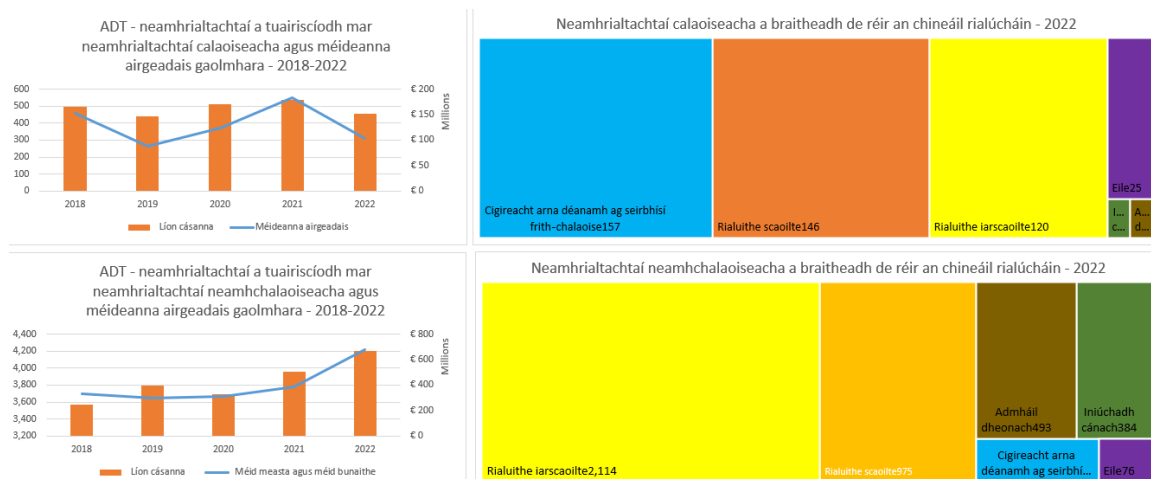 ADT - neamhrialtachtaí a tuairiscíodh mar
neamhrialtachtaí calaoiseacha agus méideanna
airgeadais gaolmhara - 2018-2022
600
500
400
300
200
100
0
€ 200
€ 150
€ 100
€ 50
€ 0
Millions
2018
2019
2020
2021
2022
Líon cásanna
Méideanna airgeadais
Neamhrialtachtaí calaoiseacha a braitheadh de réir an chineáil rialúcháin - 2022
Cigireacht arna déanamh ag seirbhísí
frith-chalaoise157
Rialuithe scaoilte146
Rialuithe iarscaoilte120
Eile25
I...
c...
A...
d...
ADT - neamhrialtachtaí a tuairiscíodh mar
neamhrialtachtaí neamhchalaoiseacha agus
méideanna airgeadais gaolmhara - 2018-2022
4,400
4,200
4,000
3,800
3,600
3,400
3,200
€ 800
€ 600
€ 400
€ 200
€ 0
Millions
2018
2019
2020
2021
2022
Líon cásanna
Méid measta agus méid bunaithe
Neamhrialtachtaí neamhchalaoiseacha a braitheadh de réir an chineáil rialúcháin - 2022
Rialuithe iarscaoilte2,114
Rialuithe scaoilte975
Admháil
dheonach493
Iniúchadh
cánach384
Cigireacht arna
déanamh ag seirbhí...
Eile76